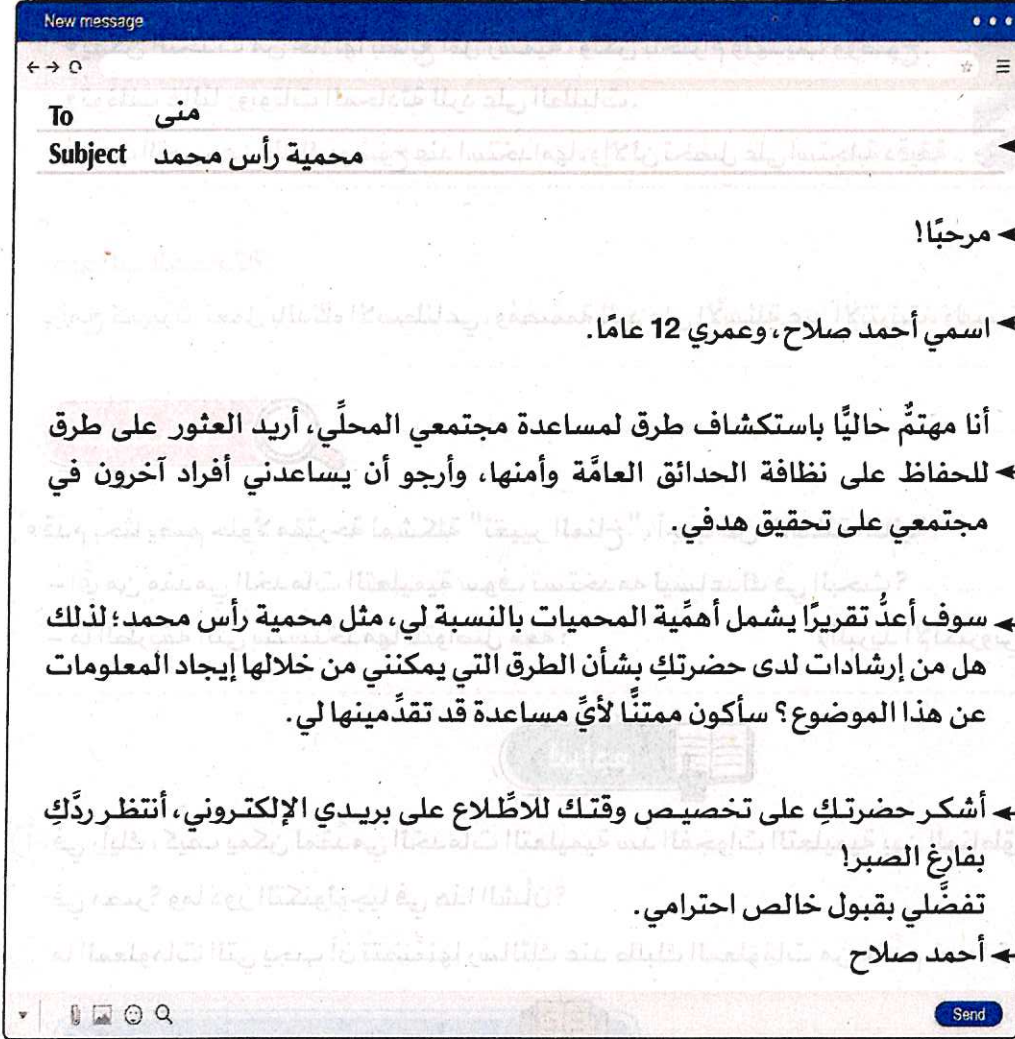 New message
To منى
Subject محمية رأس محمد
مرحبًا!
اسمي أحمد صلاح، وعمري 12 عامًا.
أنا مهتمٌّ حاليًّا باستكشاف طرق لمساعدة مجتمعي المحلِّي، أريد العثور على طرق
للحفاظ على نظافة الحدائق العامَّة وأمنها، وأرجو أن يساعدني أفراد آخرون في
مجتمعي على تحقيق هدفي.
سوف أعدُّ تقريرًا يشمل أهمِّية المحميات بالنسبة لي، مثل محمية رأس محمد؛ لذلك
هل من إرشادات لدى حضرتكِ بشأن الطرق التي يمكنني من خلالها إيجاد المعلومات
عن هذا الموضوع؟ سأكون ممتنًّا لأيِّ مساعدة قد تقدِّمينها لي.
أشكر حضرتكِ على تخصيص وقتك للاطِّلاع على بريدي الإلكتروني، أنتظر ردَّكِ
بفارغ الصبر!
تفضَّلي بقبول خالص احترامي.
أحمد صلاح
Send